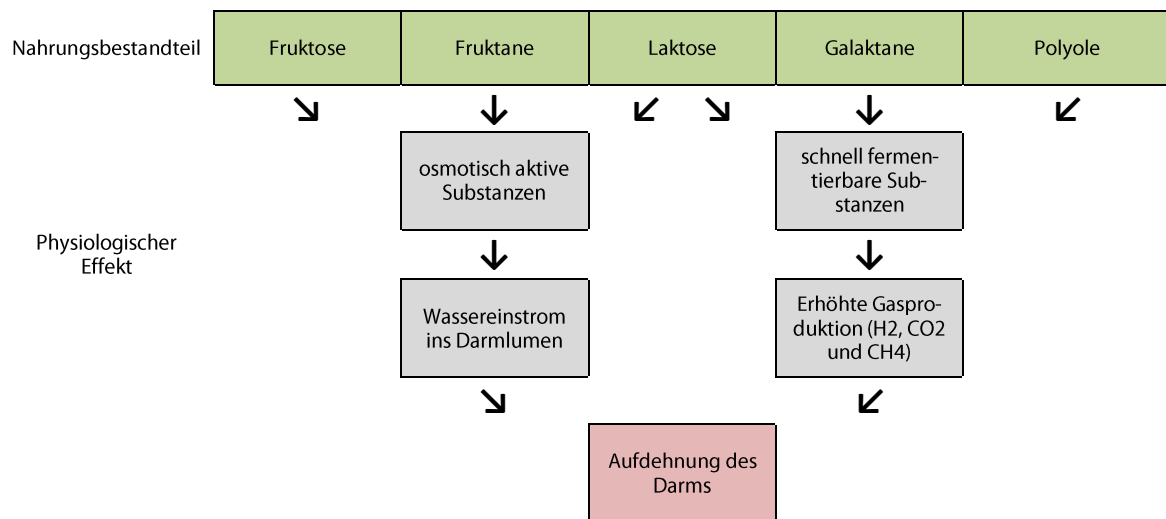 Nahrungsbestandteil
Fruktose
Fruktane
Laktose
Galaktane
Polyole
osmotisch aktive
Substanzen
schnell fermen-
tierbare Sub-
stanzen
Physiologischer
Effekt
Wassereinstrom
ins Darmlumen
Erhöhte Gaspro-
duktion (H2, CO2
und CH4)
Aufdehnung des
Darms